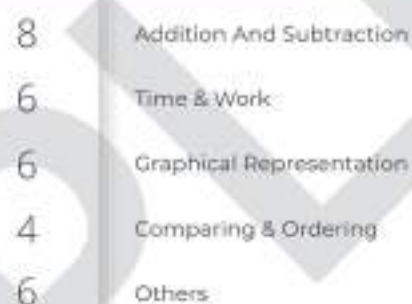 8 Addition And Subtraction
6 Time & Work
6 Graphical Representation
4 Comparing & Ordering
6 Others